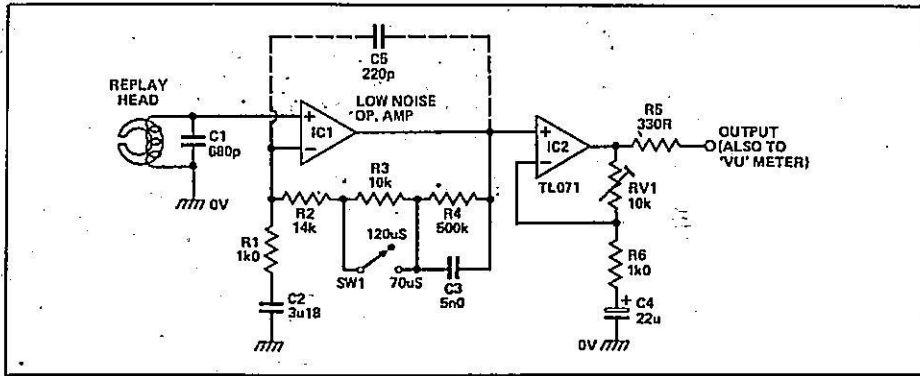 C5
220p
REPLAY
HEAD
LOW NOISE
OP. AMP
+
IC1
−
C1
680p
0V
+
IC2
−
TL071
R5
330R
OUTPUT
(ALSO TO
'VU' METER)
RV1
10k
R2
14k
R3
10k
R4
500k
R1
1k0
120uS
SW1
70uS
C3
5n0
R6
1k0
C2
3u18
+
C4
22u
0V